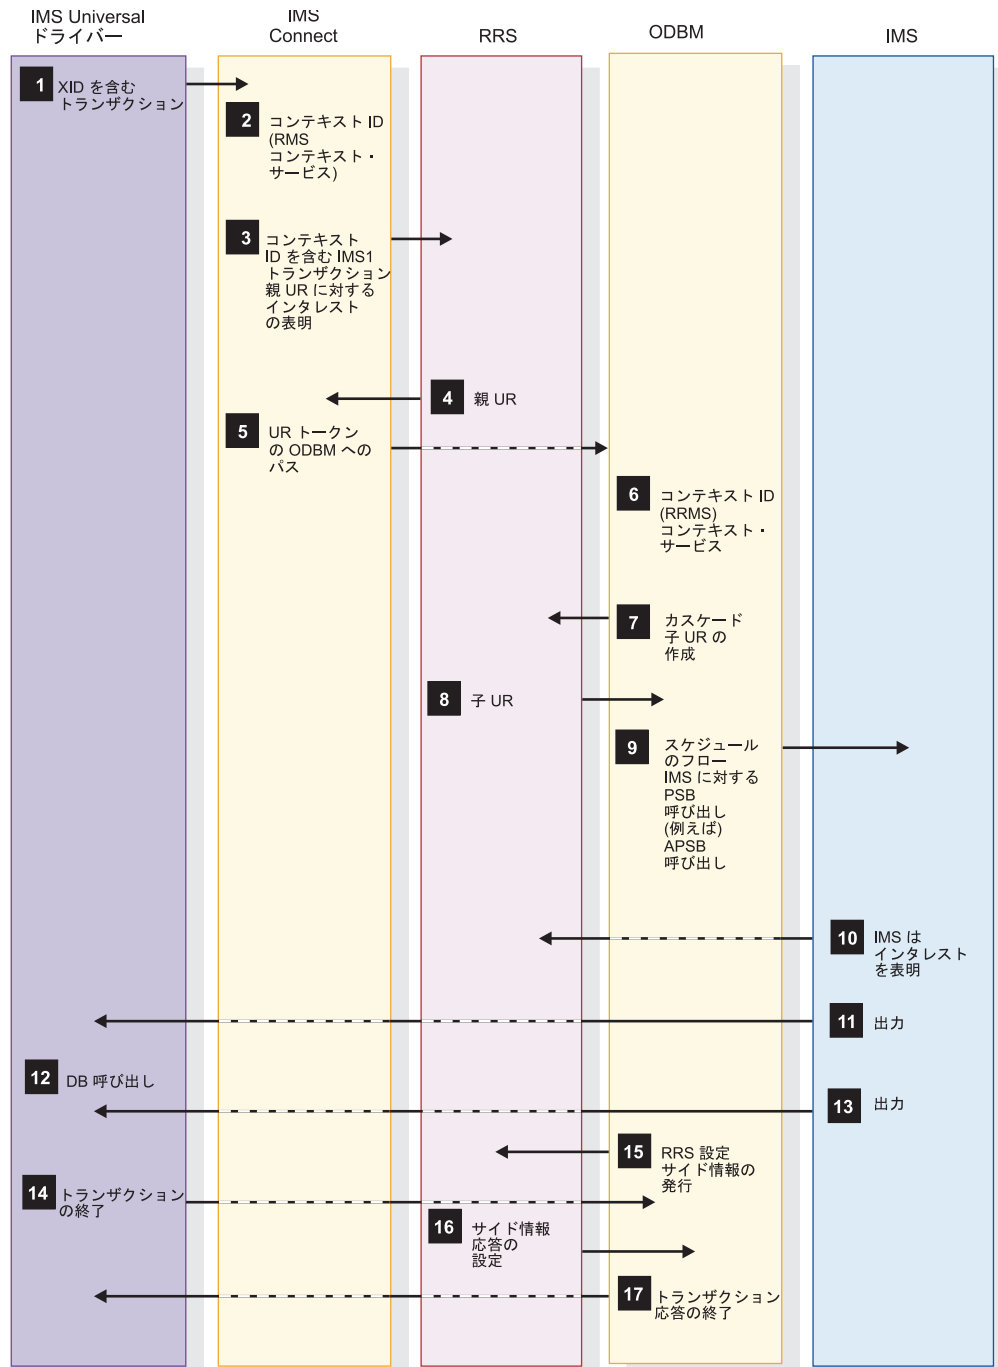 IMS Universal
ドライバー
IMS
Connect
RRS
ODBM
IMS
1 XID を含む
トランザクション
2 コンテキスト ID
(RMS
コンテキスト・
サービス)
3 コンテキスト
ID を含む IMS1
トランザクション
親 UR に対する
インタレスト
の表明
4 親 UR
5 UR トークン
の ODBM への
パス
6 コンテキスト ID
(RRMS)
コンテキスト・
サービス
7 カスケード
子 UR の
作成
8 子 UR
9 スケジュール
のフロー
IMS に対する
PSB
呼び出し
(例えば)
APSB
呼び出し
10 IMS は
インタレスト
を表明
11 出力
12 DB 呼び出し
13 出力
15 RRS 設定
サイド情報の
発行
14 トランザクション
の終了
16 サイド情報
応答の
設定
17 トランザクション
応答の終了